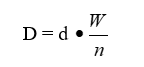 D = d • W/n